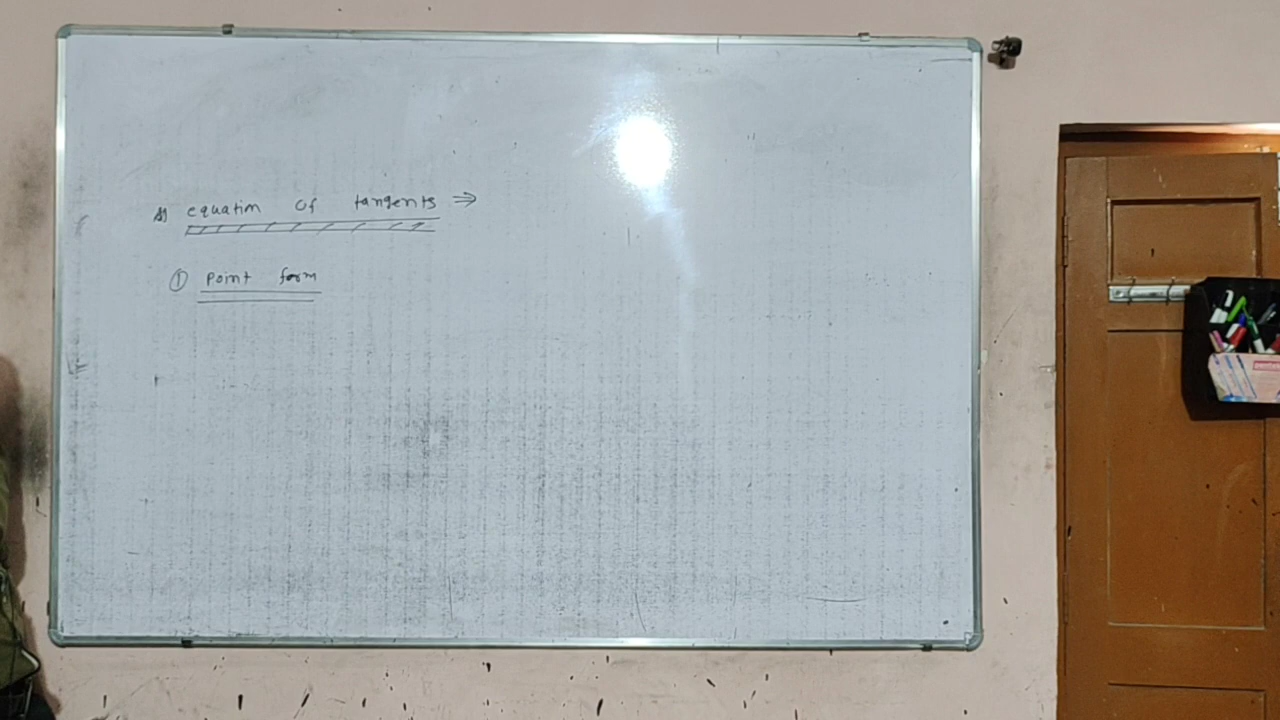 equation of tangents ⇒
① Point form